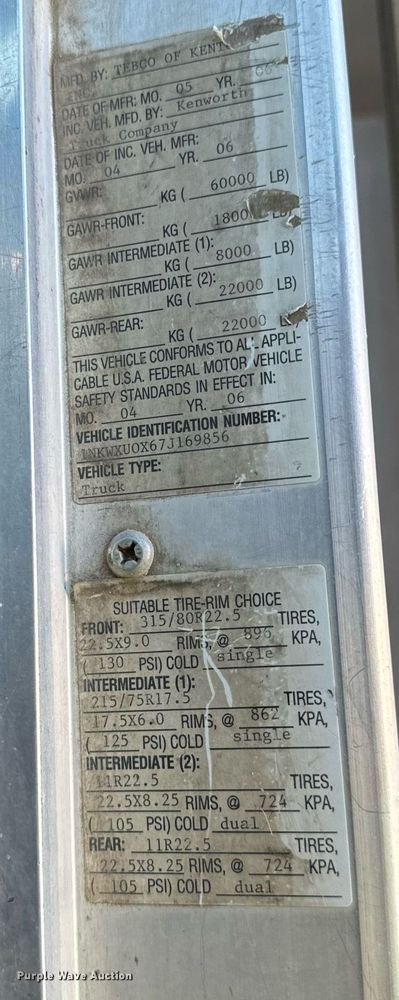 MFD. BY: TEBCO OF KENT
INC.
DATE OF MFR: MO. 05 YR. 06
INC. VEH. MFD. BY: Kenworth
Truck Company
DATE OF INC. VEH. MFR:
MO. 04 YR. 06
GVWR:
KG ( 60000 LB)
GAWR-FRONT:
KG ( 1800 LB)
GAWR INTERMEDIATE (1):
KG ( 8000 LB)
GAWR INTERMEDIATE (2):
KG ( 22000 LB)
GAWR-REAR:
KG ( 22000 LB)
THIS VEHICLE CONFORMS TO ALL APPLI-
CABLE U.S.A. FEDERAL MOTOR VEHICLE
SAFETY STANDARDS IN EFFECT IN:
MO. 04 YR. 06
VEHICLE IDENTIFICATION NUMBER:
1NKWXU0X67J169856
VEHICLE TYPE:
Truck
SUITABLE TIRE-RIM CHOICE
FRONT: 315/80R22.5 TIRES,
22.5X9.0 RIMS, @ 896 KPA,
( 130 PSI) COLD single
INTERMEDIATE (1):
215/75R17.5 TIRES,
17.5X6.0 RIMS, @ 862 KPA,
( 125 PSI) COLD single
INTERMEDIATE (2):
11R22.5 TIRES,
22.5X8.25 RIMS, @ 724 KPA,
( 105 PSI) COLD dual
REAR: 11R22.5 TIRES,
22.5X8.25 RIMS, @ 724 KPA,
( 105 PSI) COLD dual
Purple Wave Auction